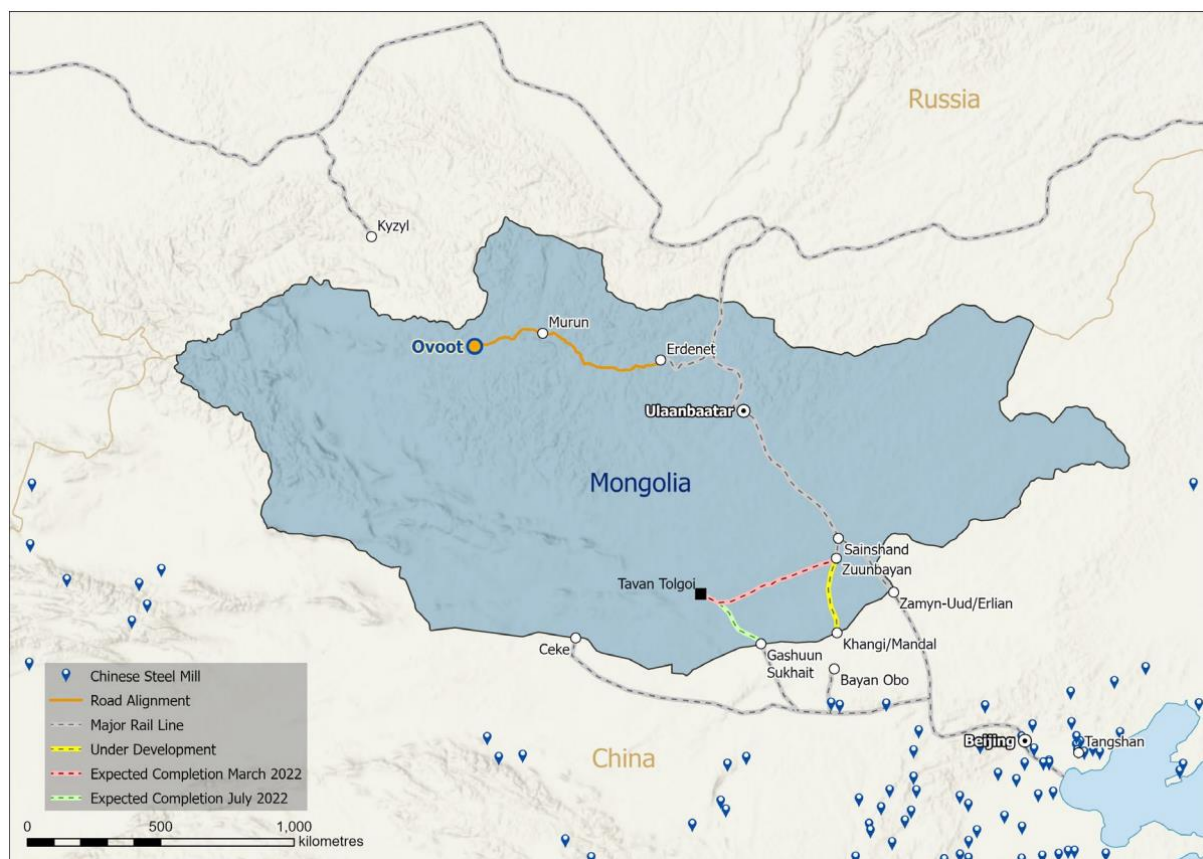 Russia
Kyzyl
Murun
Ovoot
Erdenet
Ulaanbaatar
Mongolia
Sainshand
Zuunbayan
Tavan Tolgoi
Zamyn-Uud/Erlian
Ceke
Khangi/Mandal
Gashuun
Sukhait
Bayan Obo
China
Beijing
Tangshan
Chinese Steel Mill
Road Alignment
Major Rail Line
Under Development
Expected Completion March 2022
Expected Completion July 2022
0 500 1,000
kilometres